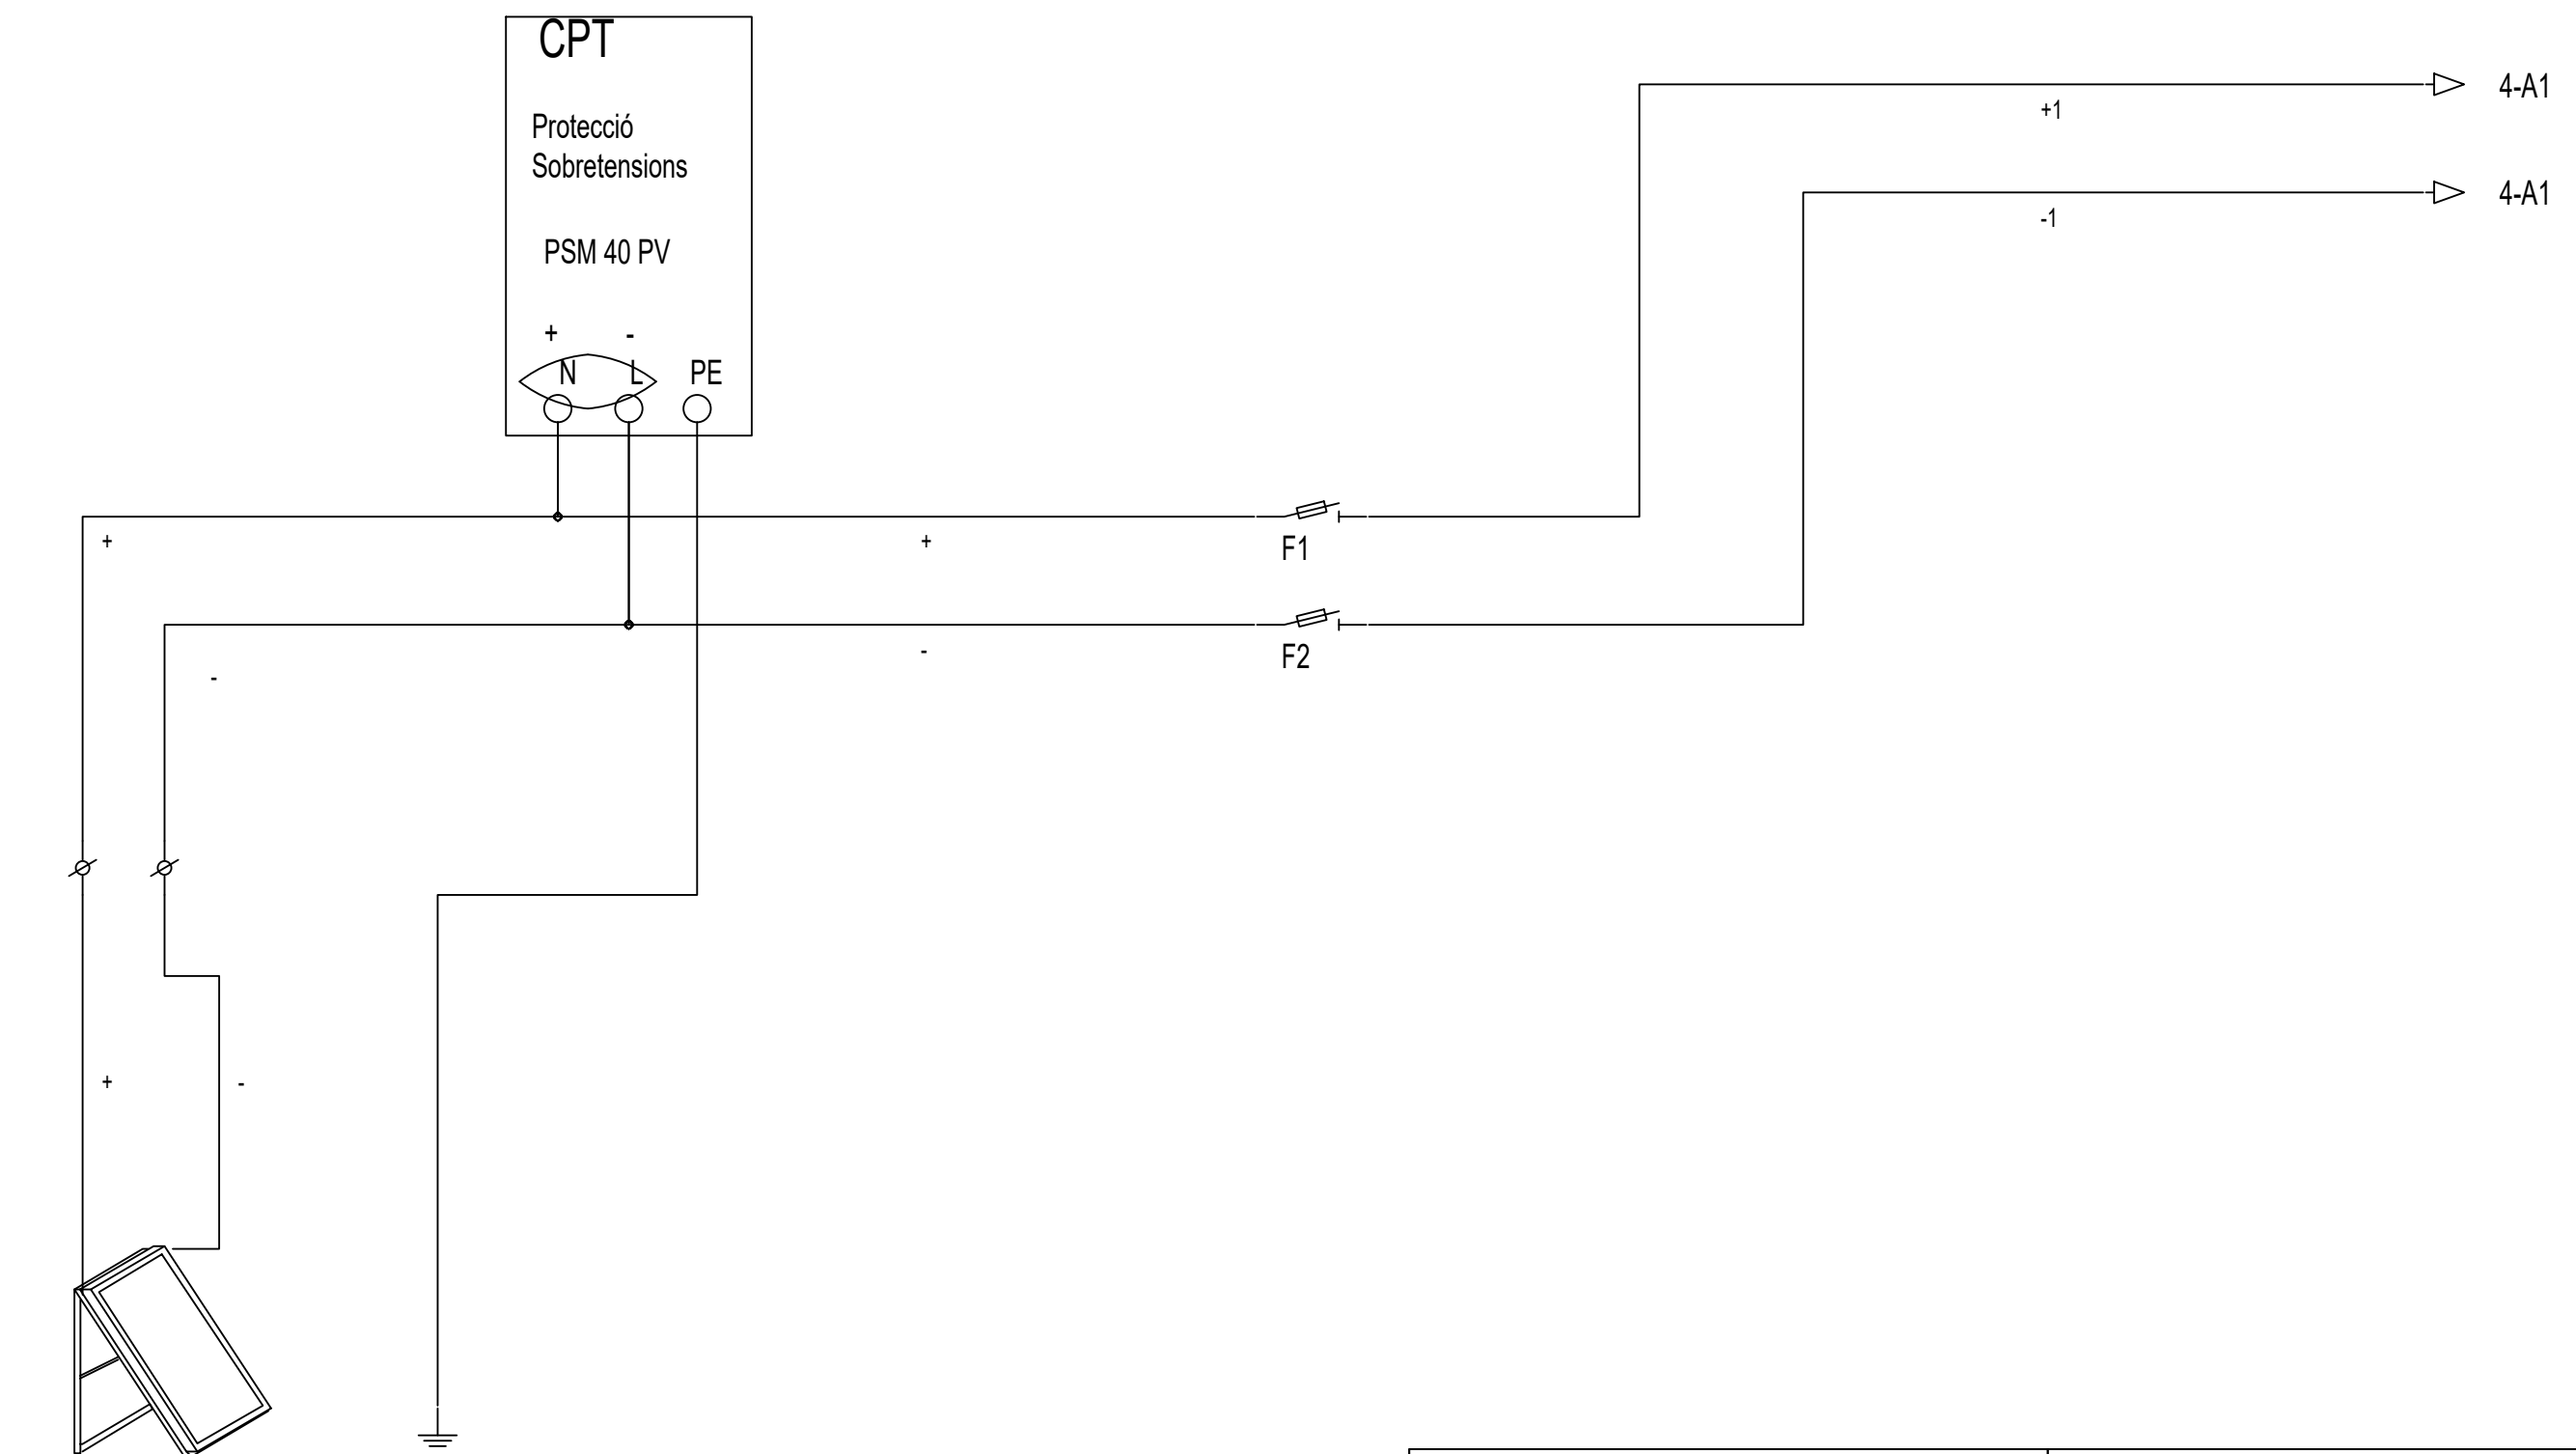 CPT
Protecció
Sobretensions
PSM 40 PV
+ -
N L PE
+1 4-A1
-1 4-A1
+ +
F1
- -
F2
+ -